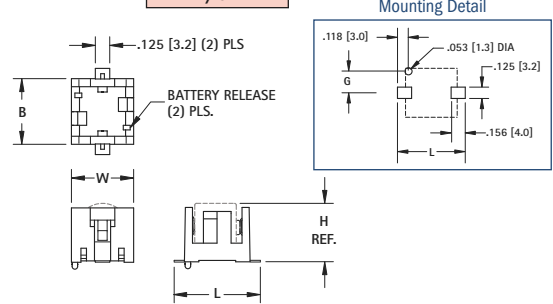 Mounting Detail
.125 [3.2] (2) PLS
B
BATTERY RELEASE
(2) PLS.
.118 [3.0]
.053 [1.3] DIA
G
.125 [3.2]
.156 [4.0]
L
W
H
REF.
L